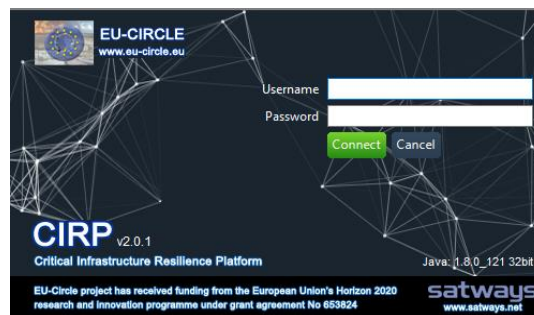 EU-CIRCLE
www.eu-circle.eu
Username
Password
Connect Cancel
CIRP v2.0.1
Critical Infrastructure Resilience Platform
Java: 1.8.0_121 32bit
EU-Circle project has received funding from the European Union's Horizon 2020
research and innovation programme under grant agreement No 653824
satways
www.satways.net